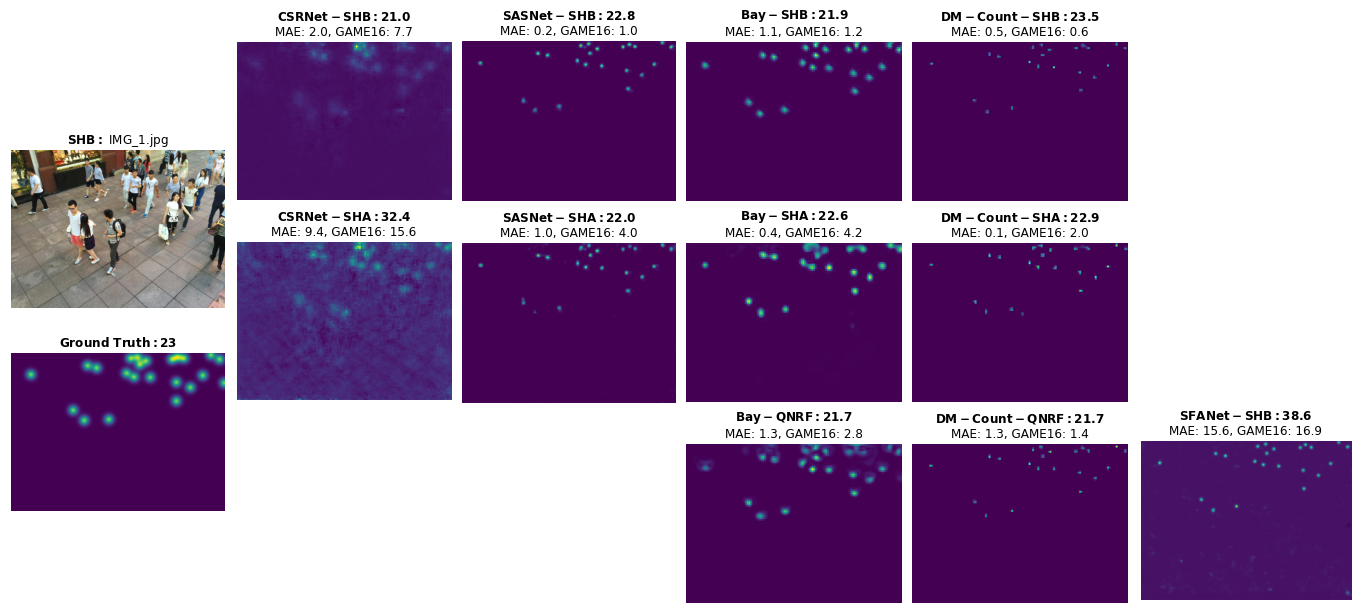 CSRNet-SHB: 21.0
MAE: 2.0, GAME16: 7.7
SASNet-SHB: 22.8
MAE: 0.2, GAME16: 1.0
Bay-SHB: 21.9
MAE: 1.1, GAME16: 1.2
DM-Count-SHB: 23.5
MAE: 0.5, GAME16: 0.6
SHB: IMG_1.jpg
CSRNet-SHA: 32.4
MAE: 9.4, GAME16: 15.6
SASNet-SHA: 22.0
MAE: 1.0, GAME16: 4.0
Bay-SHA: 22.6
MAE: 0.4, GAME16: 4.2
DM-Count-SHA: 22.9
MAE: 0.1, GAME16: 2.0
Ground Truth: 23
Bay-QNRF: 21.7
MAE: 1.3, GAME16: 2.8
DM-Count-QNRF: 21.7
MAE: 1.3, GAME16: 1.4
SFANet-SHB: 38.6
MAE: 15.6, GAME16: 16.9